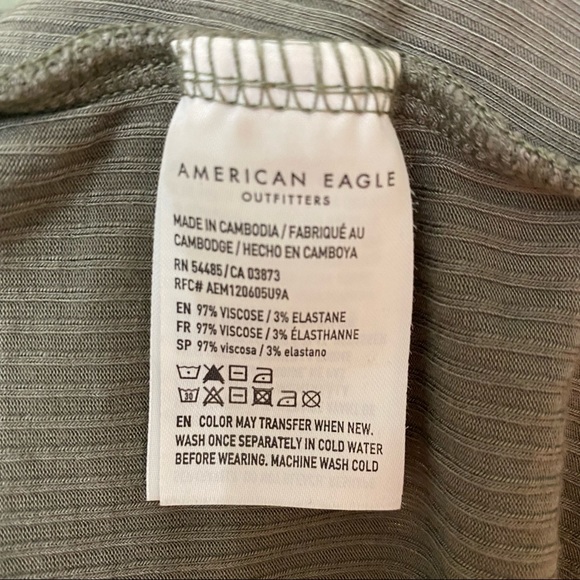 AMERICAN EAGLE
OUTFITTERS
MADE IN CAMBODIA / FABRIQUÉ AU
CAMBODGE / HECHO EN CAMBOYA
RN 54485 / CA 03873
RFC# AEM120605U9A
EN 97% VISCOSE / 3% ELASTANE
FR 97% VISCOSE / 3% ÉLASTHANNE
SP 97% viscosa / 3% elastano
30
EN COLOR MAY TRANSFER WHEN NEW.
WASH ONCE SEPARATELY IN COLD WATER
BEFORE WEARING. MACHINE WASH COLD